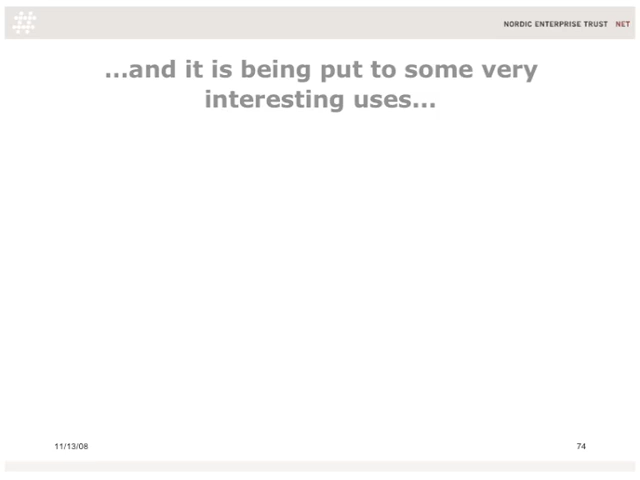 NORDIC ENTERPRISE TRUST NET
...and it is being put to some very
interesting uses...
11/13/08 74